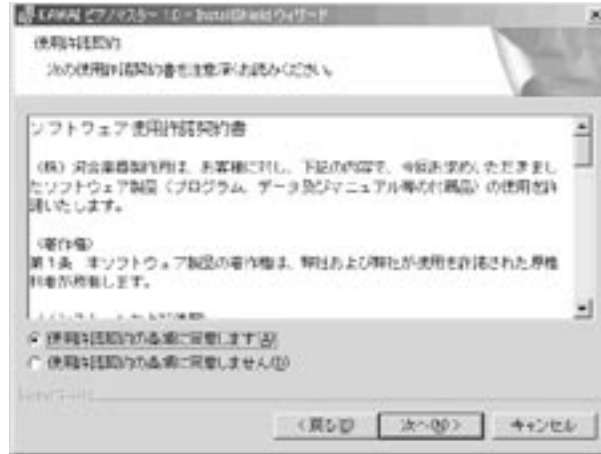 KAWAI ピアノマスター 1.0 - InstallShield ウィザード
使用許諾契約
次の使用許諾契約書を注意深くお読みください。
ソフトウェア使用許諾契約書
(株) 河合楽器製作所は、お客様に対し、下記の内容で、今回お求めいただきまし
たソフトウェア製品（プログラム、データ及びマニュアル等の付属品）の使用を許
諾いたします。
(著作権)
第1条 本ソフトウェア製品の著作権は、弊社および弊社が使用を許諾された原権
利者が所有します。
使用許諾契約の条項に同意します(A)
使用許諾契約の条項に同意しません(D)
InstallShield
< 戻る(B)
次へ(N) >
キャンセル